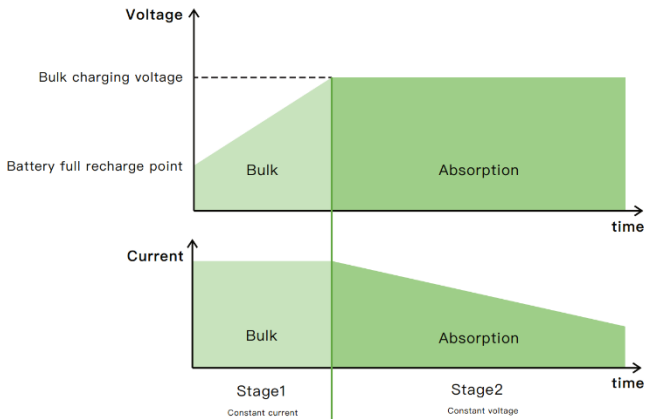 Voltage
Bulk charging voltage
Battery full recharge point
Bulk
Absorption
time
Current
Bulk
Absorption
time
Stage1
Stage2
Constant current
Constant voltage